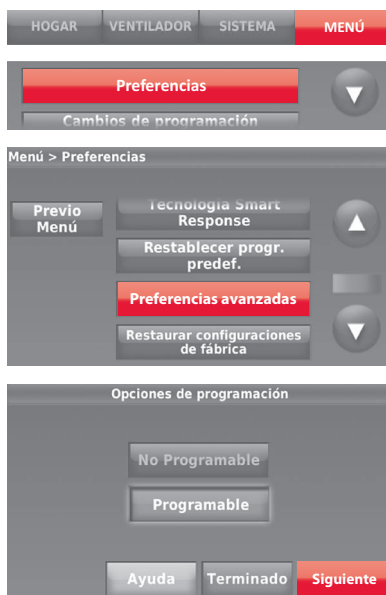 HOGAR VENTILADOR SISTEMA MENÚ
Preferencias
Cambios de programación
Menú > Preferencias
Previo
Menú
Tecnología Smart
Response
Restablecer progr.
predef.
Preferencias avanzadas
Restaurar configuraciones
de fábrica
Opciones de programación
No Programable
Programable
Ayuda Terminado Siguiente